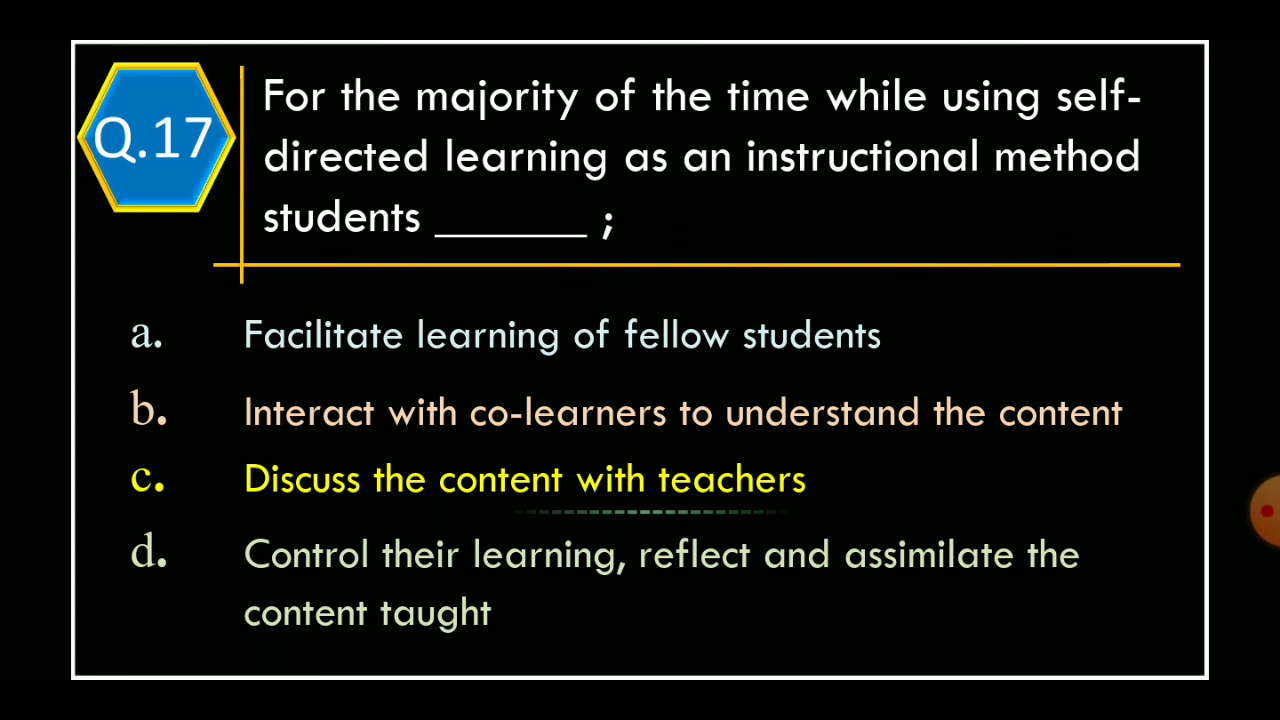 Q.17
For the majority of the time while using self-
directed learning as an instructional method
students _______ ;
a. Facilitate learning of fellow students
b. Interact with co-learners to understand the content
c. Discuss the content with teachers
d. Control their learning, reflect and assimilate the
content taught